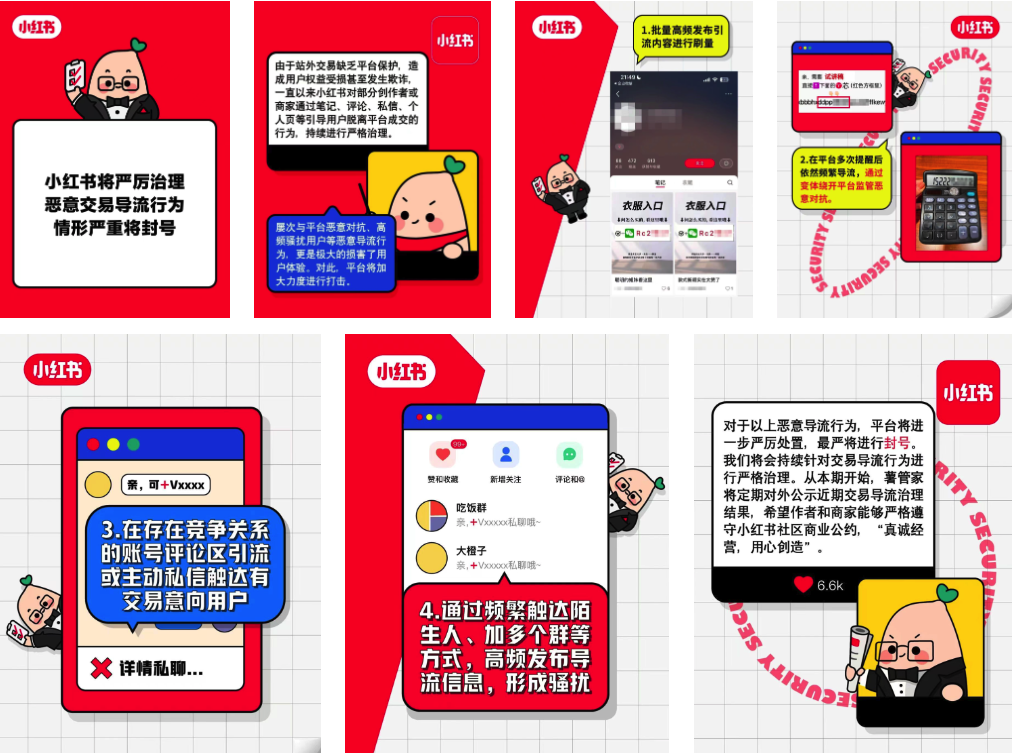 小红书
小红书将严厉治理
恶意交易导流行为
情形严重将封号
小红书
由于站外交易缺乏平台保护，造
成用户权益受损甚至发生欺诈，
一直以来小红书对部分创作者或
商家通过笔记、评论、私信、个
人页等引导用户脱离平台成交的
行为，持续进行严格治理。
屡次与平台恶意对抗、高
频骚扰用户等恶意导流行
为，更是极大的损害了用
户体验。对此，平台将加
大力度进行打击。
小红书
1.批量高频发布引
流内容进行刷量
21:49
笔记
收藏
衣服入口
衣服入口
Rc2
Rc2
小红书
SECURITY
SECURITY
SECURITY SECURITY
2.在平台多次提醒后
依然频繁导流，通过
变体绕开平台监管恶
意对抗。
小红书
亲，可+Vxxxx
3.在存在竞争关系
的账号评论区引流
或主动私信触达有
交易意向用户
详情私聊...
小红书
99+
赞和收藏
新增关注
评论和@
吃饭群
亲,+Vxxxxx私聊哦~
大橙子
亲,+Vxxxxx私聊哦~
4.通过频繁触达陌
生人、加多个群等
方式，高频发布导
流信息，形成骚扰
小红书
对于以上恶意导流行为，平台将进
一步严厉处置，最严将进行封号。
我们将会持续针对交易导流行为进
行严格治理。从本期开始，薯管家
将定期对外公示近期交易导流治理
结果，希望作者和商家能够严格遵
守小红书社区商业公约，“真诚经
营，用心创造”。
6.6k
RITY SECURI
SECURITY SECU